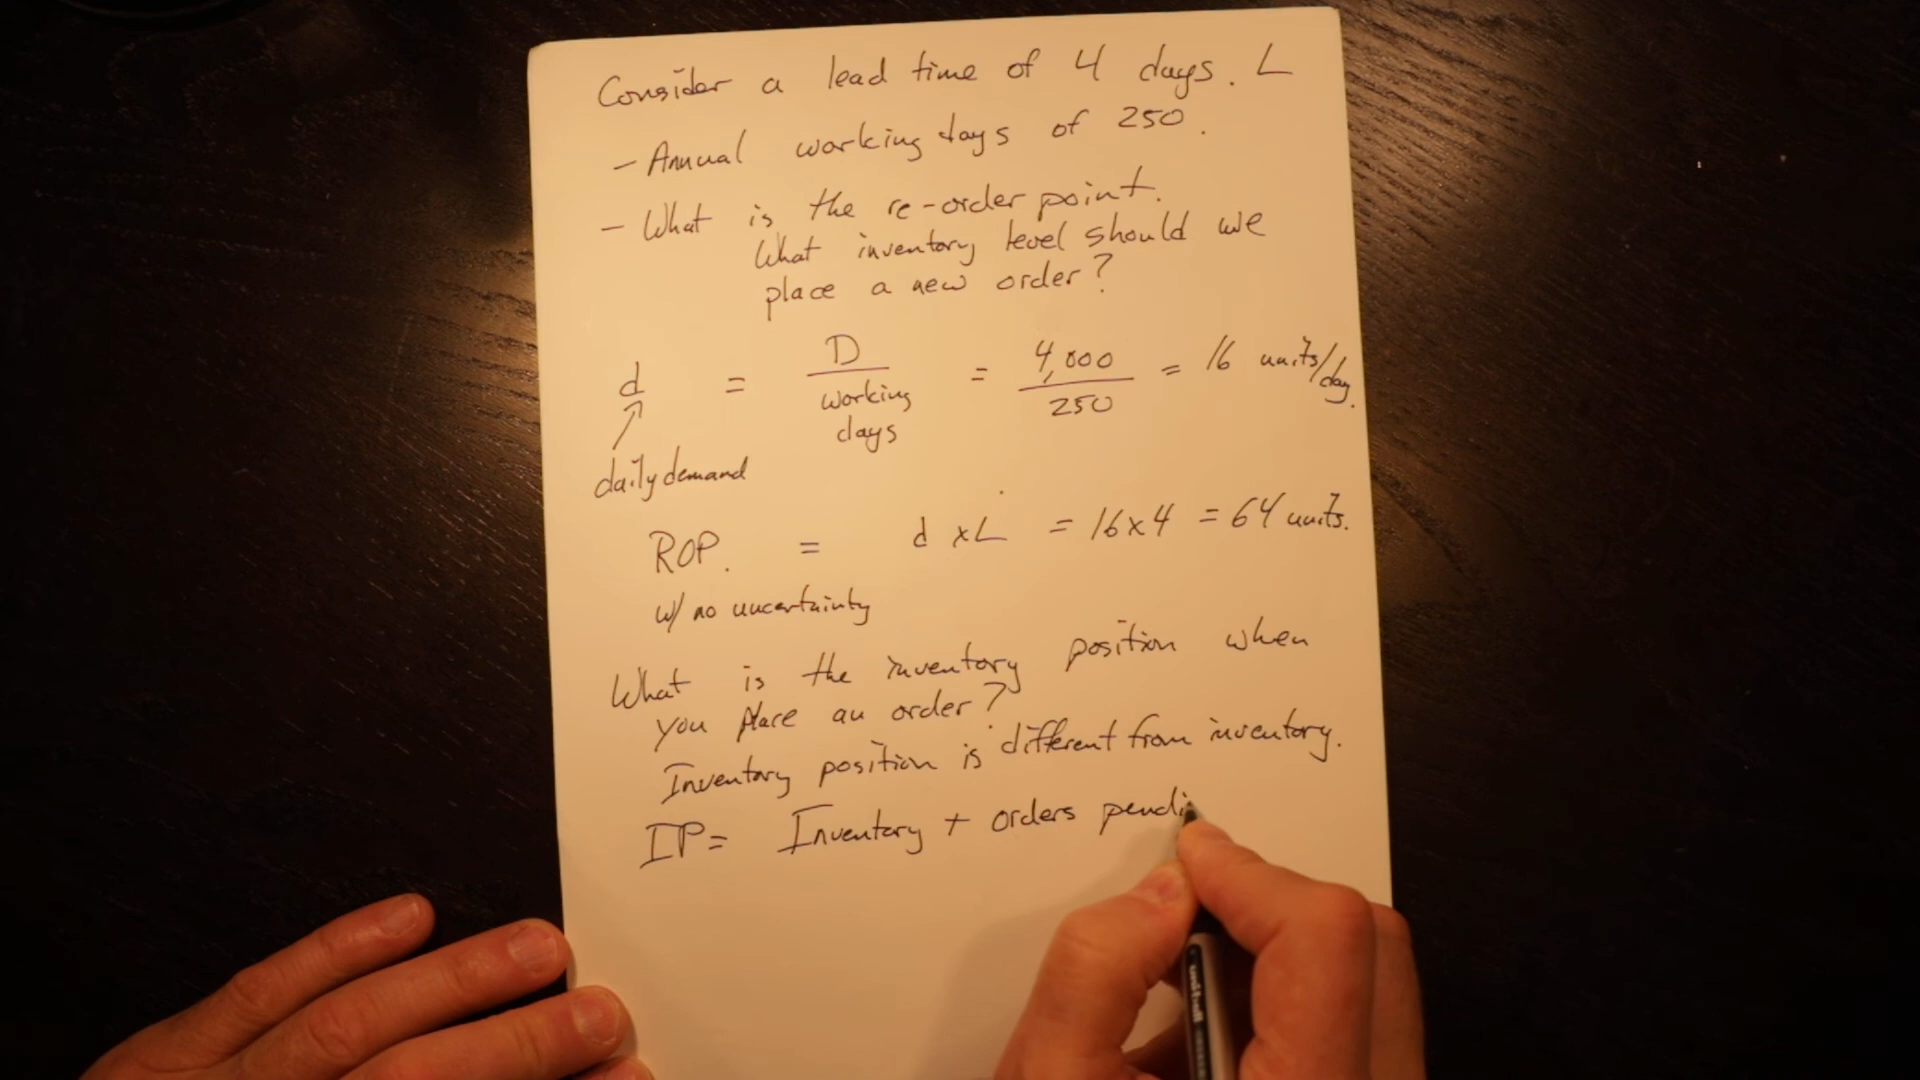 Consider a lead time of 4 days. L
- Annual working days of 250.
- What is the re-order point.
What inventory level should we
place a new order?
d = D / working days = 4,000 / 250 = 16 units/day.
daily demand
ROP. = d x L = 16 x 4 = 64 units.
w/ no uncertainty
What is the inventory position when
you place an order?
Inventory position is different from inventory.
IP = Inventory + orders pendi
uniball